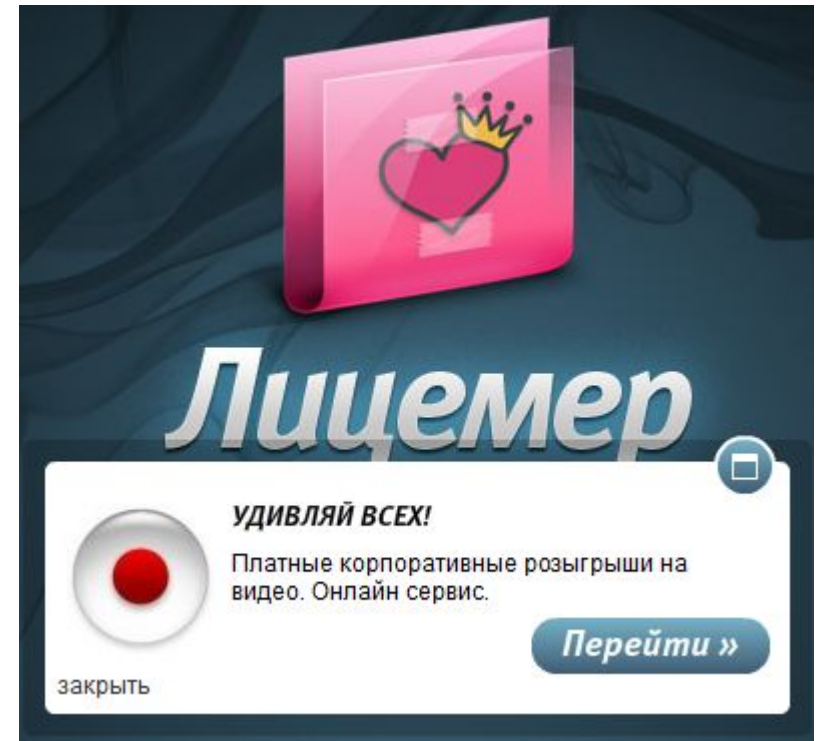 Лицемер
УДИВЛЯЙ ВСЕХ!
Платные корпоративные розыгрыши на
видео. Онлайн сервис.
Перейти »
закрыть